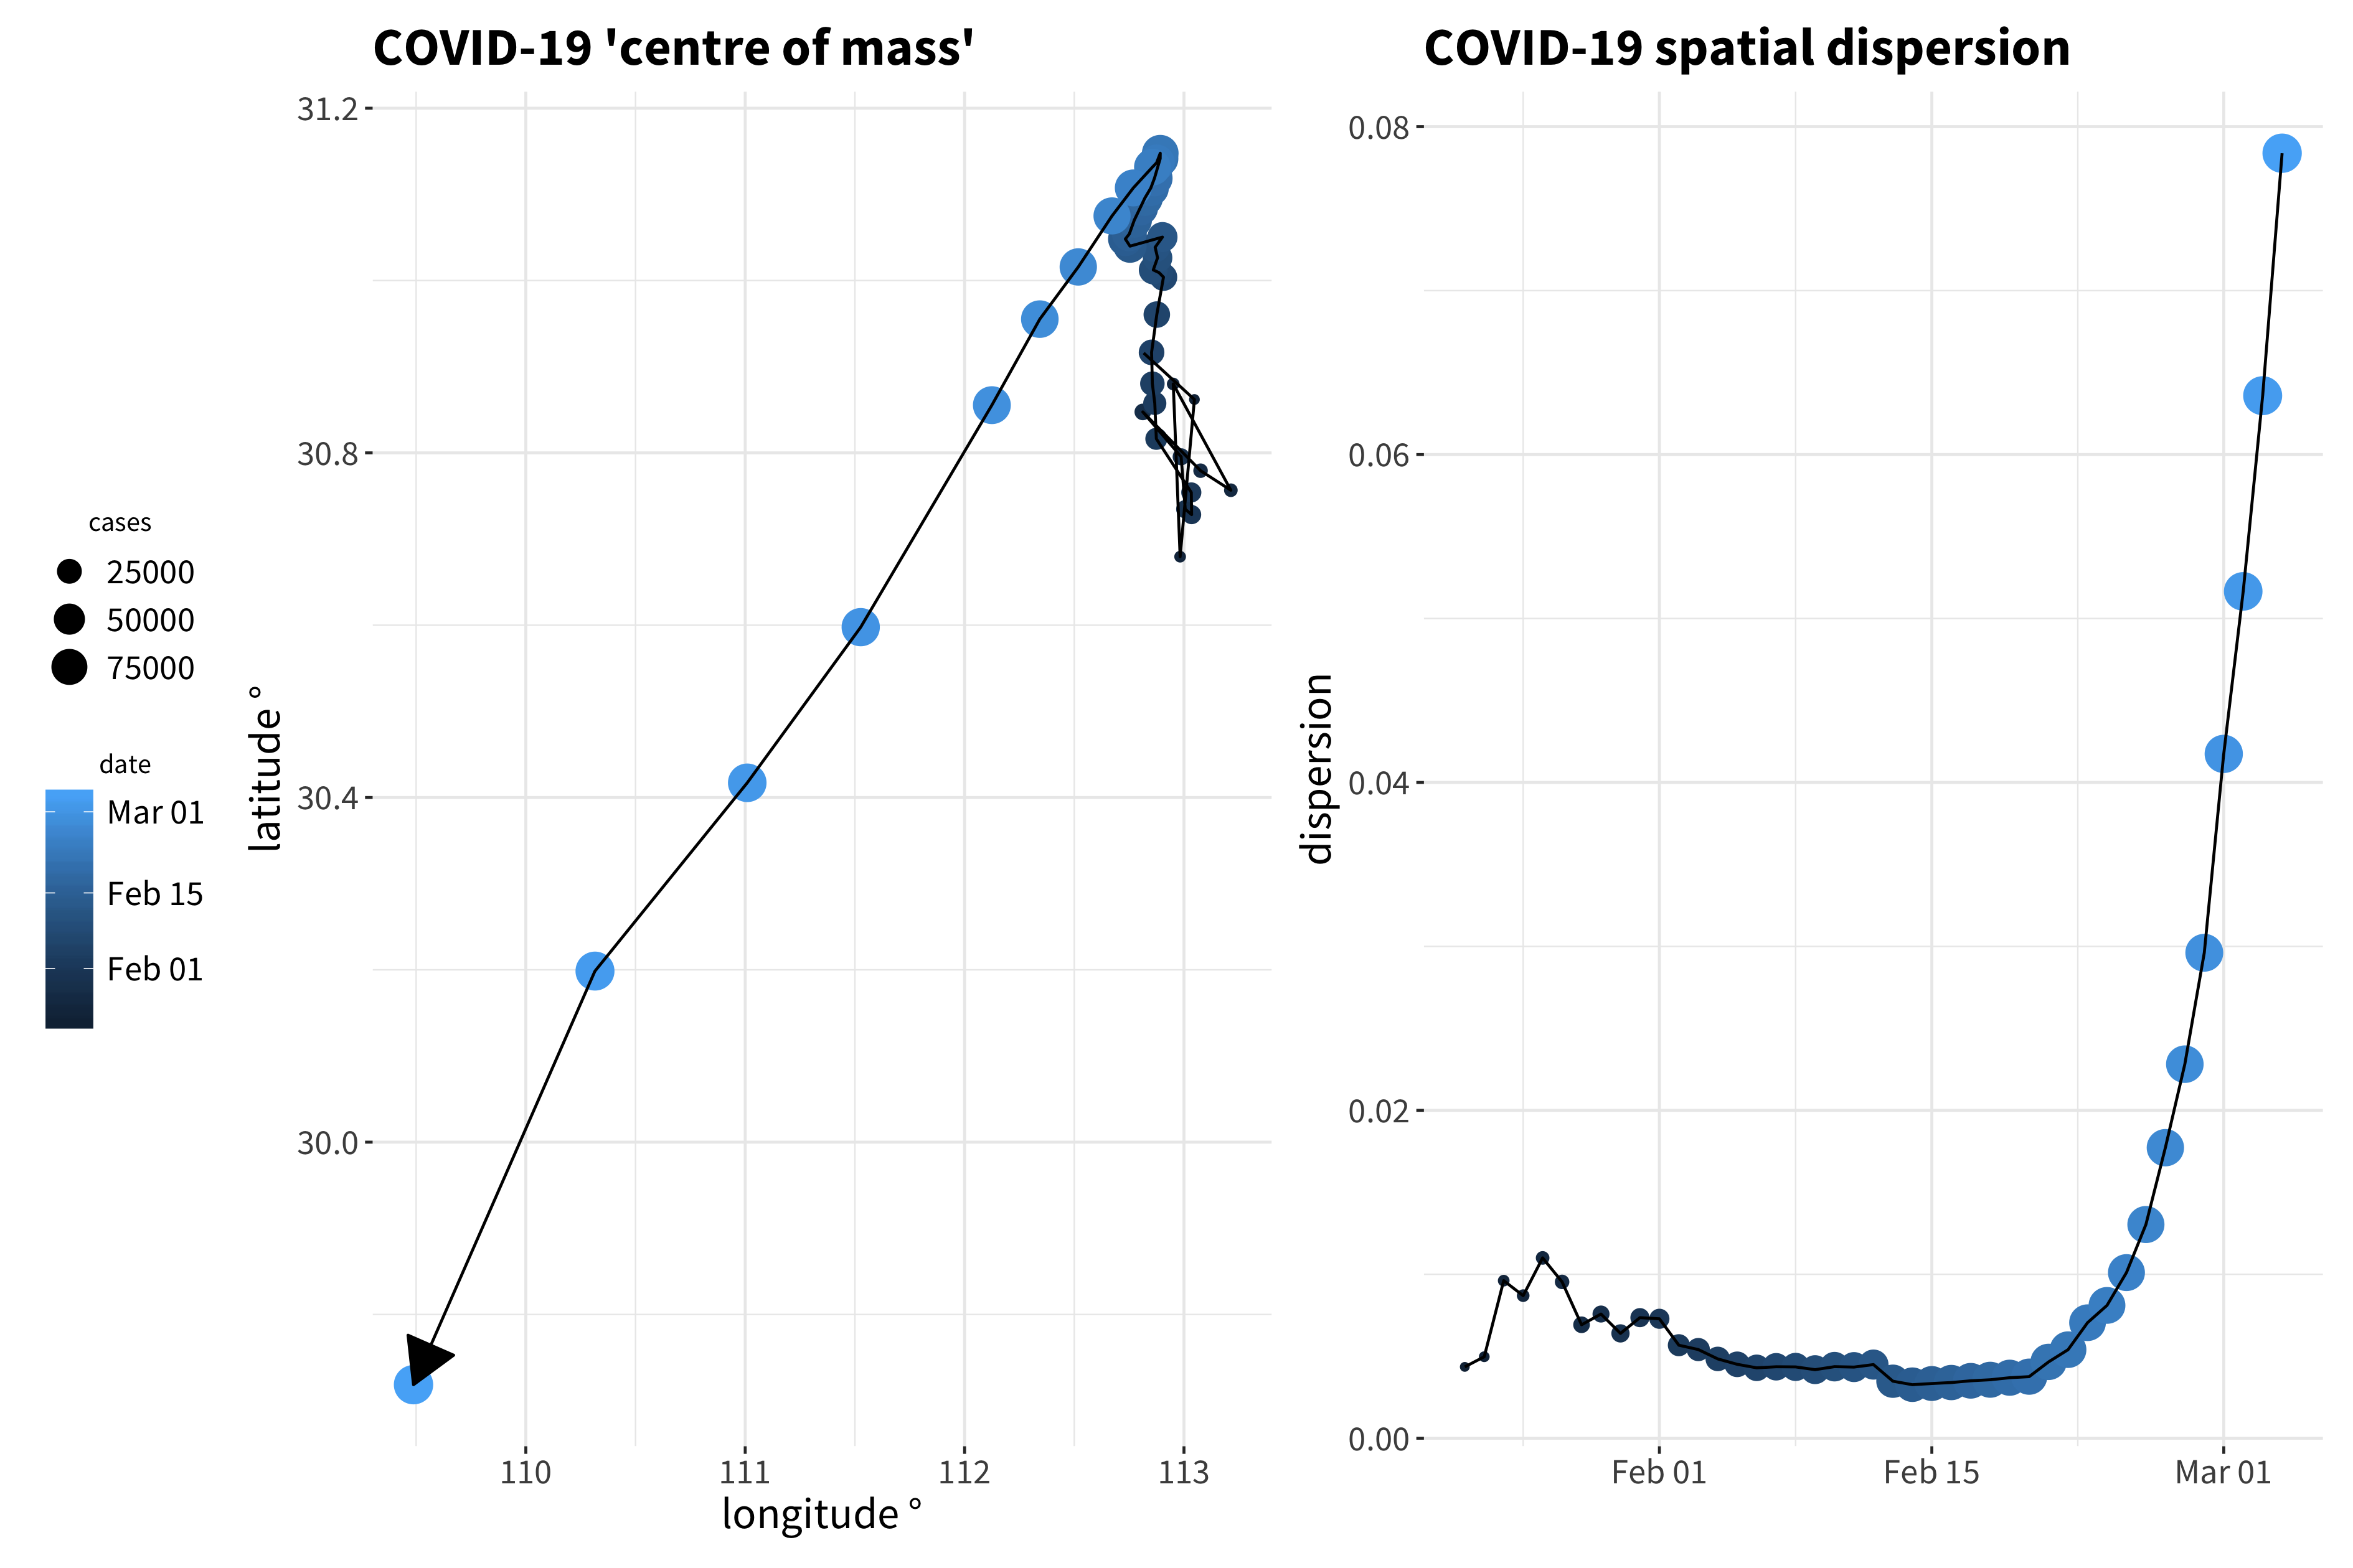 COVID-19 'centre of mass'
31.2
30.8
30.4
30.0
latitude °
110 111 112 113
longitude °
cases
25000
50000
75000
date
Mar 01
Feb 15
Feb 01
COVID-19 spatial dispersion
0.08
0.06
0.04
0.02
0.00
dispersion
Feb 01 Feb 15 Mar 01